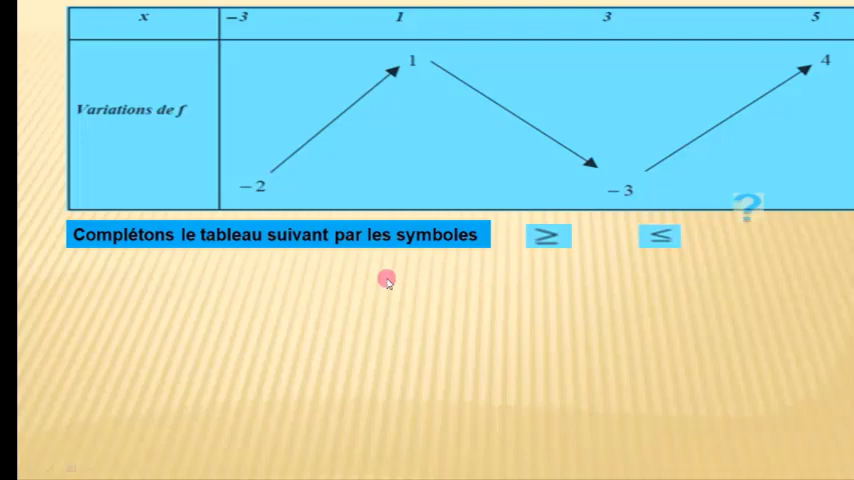 x −3 1 3 5
1 4
Variations de f
−2 −3
?
Complétons le tableau suivant par les symboles ≥ ≤